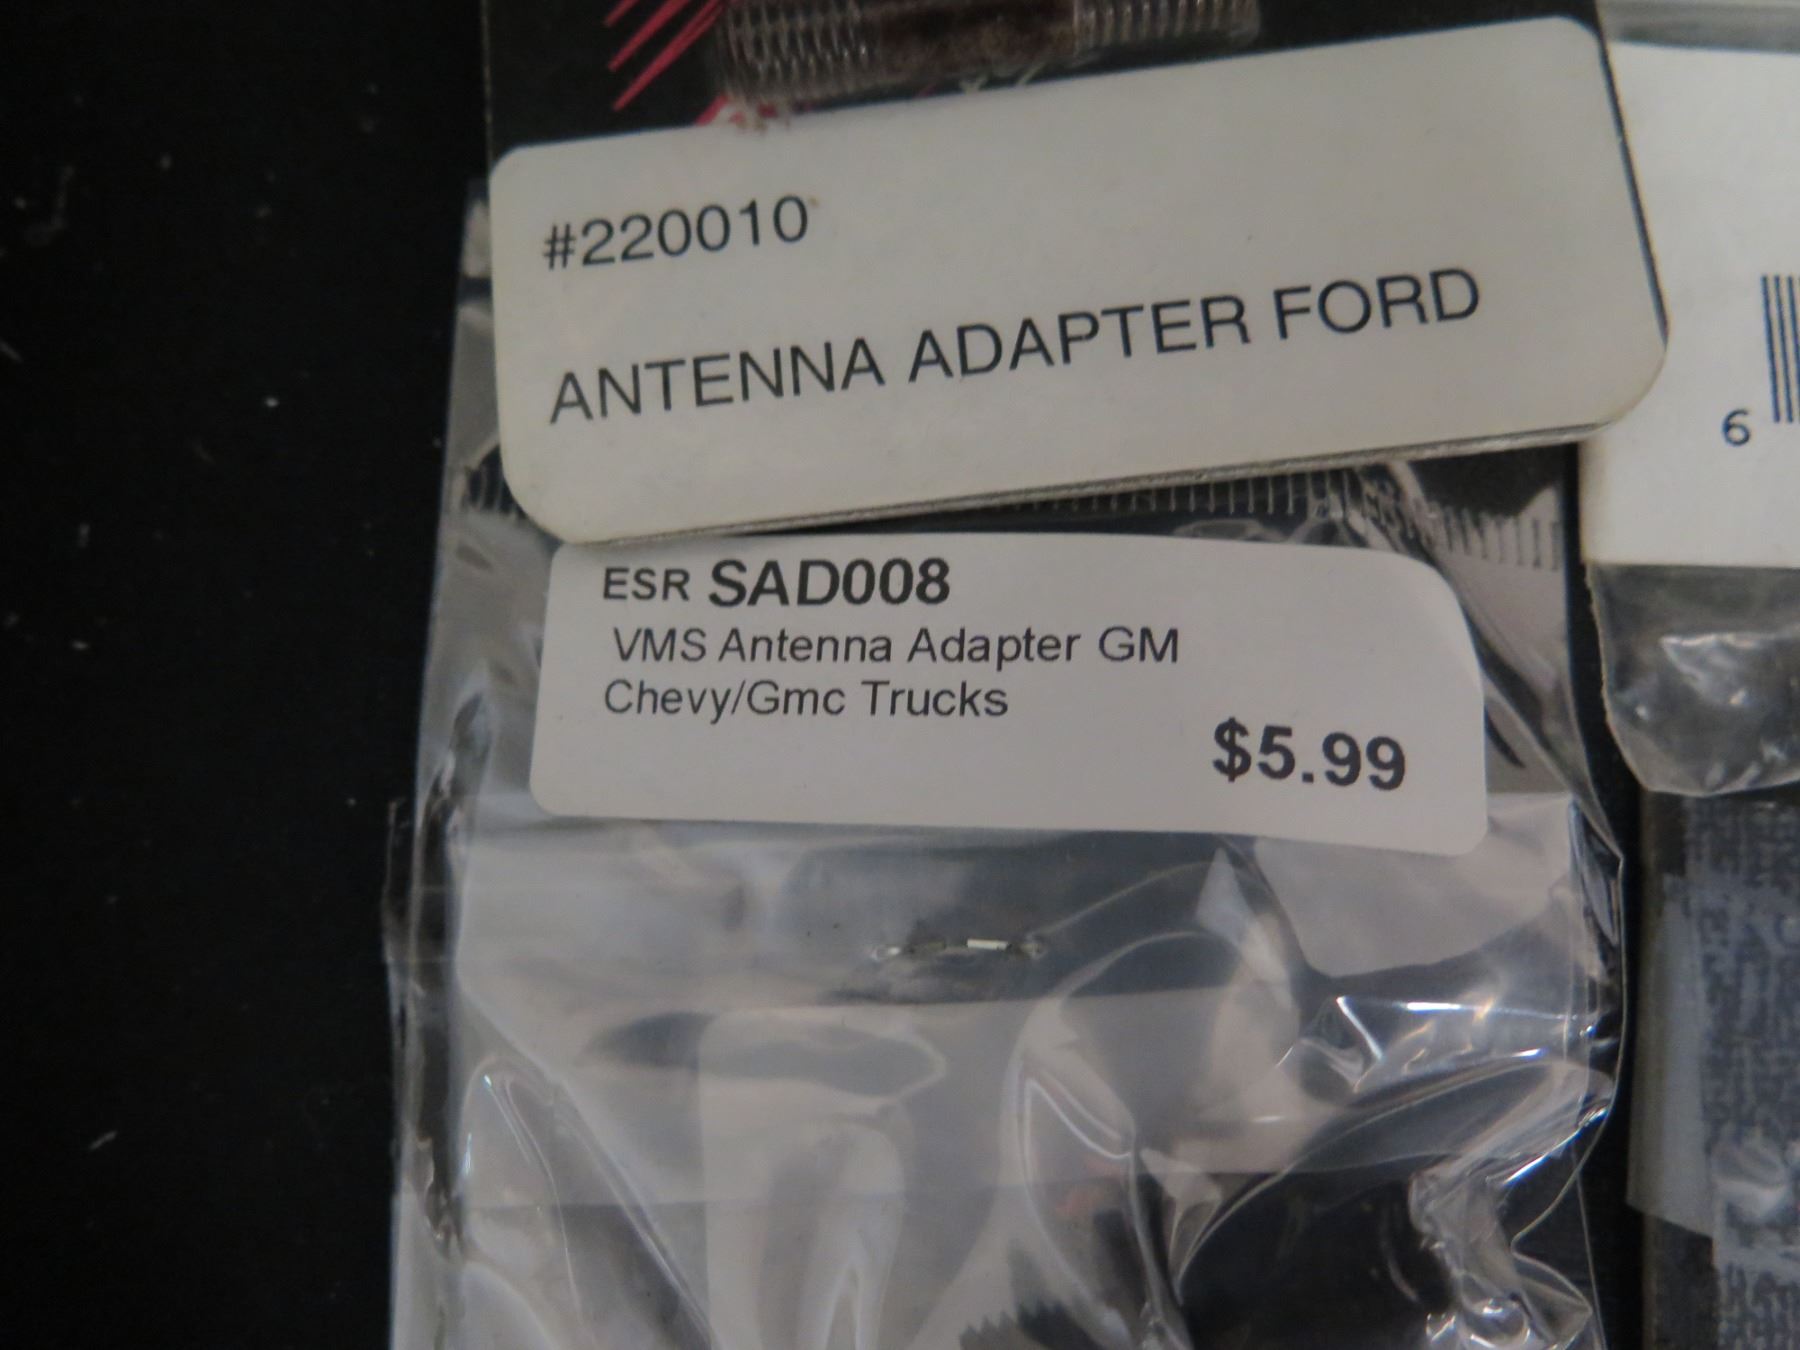 #220010
ANTENNA ADAPTER FORD
6
ESR SAD008
VMS Antenna Adapter GM
Chevy/Gmc Trucks
$5.99